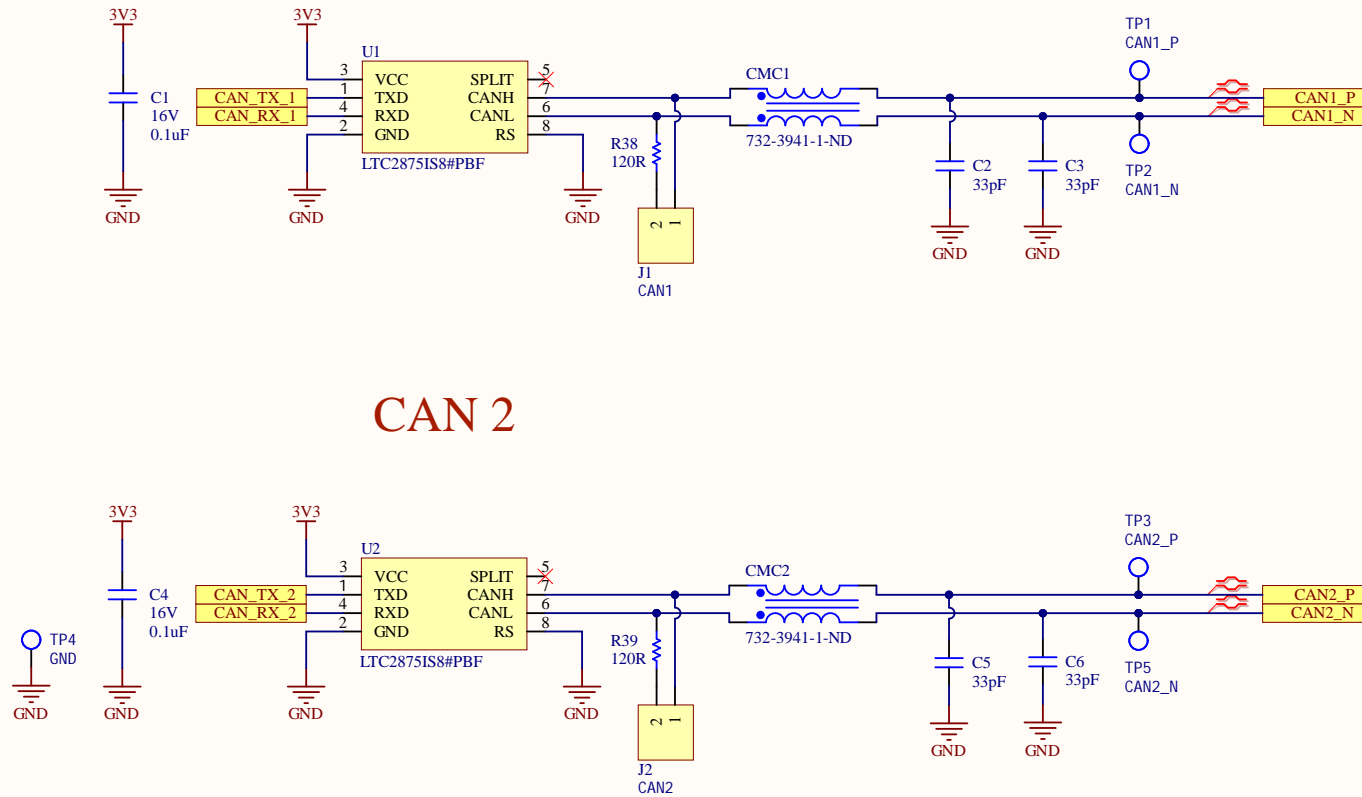 3V3
3V3
TP1
CAN1_P
U1
CMC1
C1
16V
0.1uF
CAN_TX_1
CAN_RX_1
3 VCC SPLIT 5
1 TXD CANH 7
4 RXD CANL 6
2 GND RS 8
LTC2875IS8#PBF
R38
120R
732-3941-1-ND
CAN1_P
CAN1_N
C2
33pF
C3
33pF
TP2
CAN1_N
GND
GND
GND
2 1
GND
GND
J1
CAN1
CAN 2
3V3
3V3
TP3
CAN2_P
U2
CMC2
C4
16V
0.1uF
CAN_TX_2
CAN_RX_2
3 VCC SPLIT 5
1 TXD CANH 7
4 RXD CANL 6
2 GND RS 8
LTC2875IS8#PBF
R39
120R
732-3941-1-ND
CAN2_P
CAN2_N
TP4
GND
C5
33pF
C6
33pF
TP5
CAN2_N
GND
GND
GND
GND
2 1
GND
GND
J2
CAN2